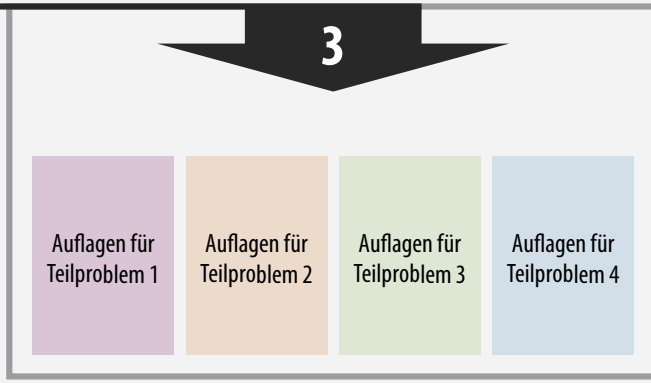 3
Auflagen für
Teilproblem 1
Auflagen für
Teilproblem 2
Auflagen für
Teilproblem 3
Auflagen für
Teilproblem 4